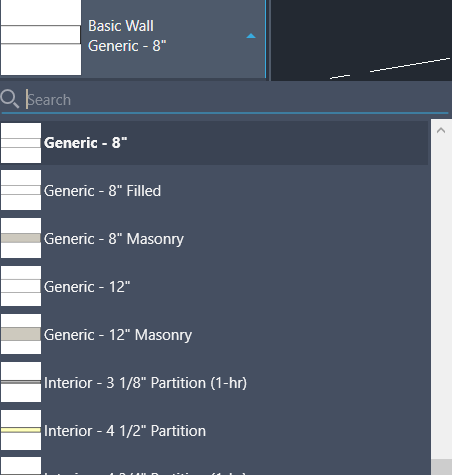 Basic Wall
Generic - 8"
Search
Generic - 8"
Generic - 8" Filled
Generic - 8" Masonry
Generic - 12"
Generic - 12" Masonry
Interior - 3 1/8" Partition (1-hr)
Interior - 4 1/2" Partition